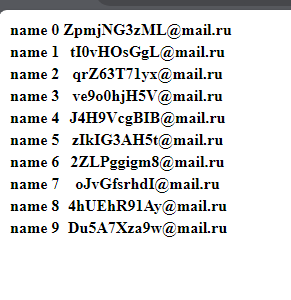 name 0 ZpmjNG3zML@mail.ru
name 1 tI0vHOsGgL@mail.ru
name 2 qrZ63T71yx@mail.ru
name 3 ve9o0hjH5V@mail.ru
name 4 J4H9VcgBIB@mail.ru
name 5 zIkIG3AH5t@mail.ru
name 6 2ZLPggigm8@mail.ru
name 7 oJvGfsrhdI@mail.ru
name 8 4hUEhR91Ay@mail.ru
name 9 Du5A7Xza9w@mail.ru